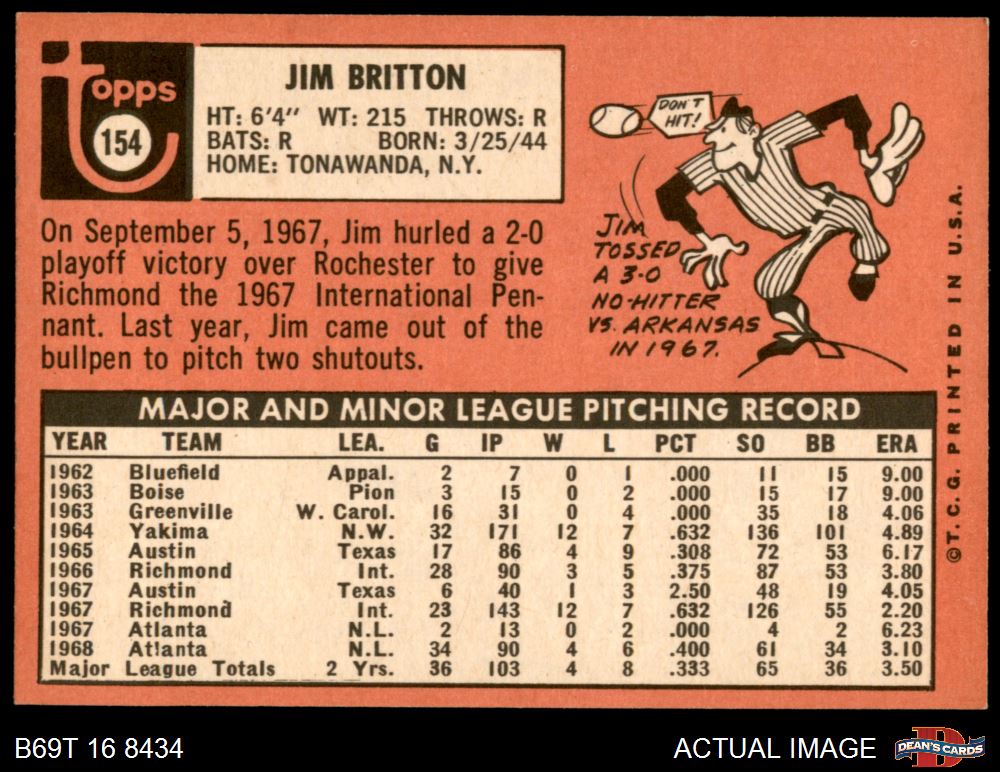 topps
154
JIM BRITTON
HT: 6'4" WT: 215 THROWS: R
BATS: R BORN: 3/25/44
HOME: TONAWANDA, N.Y.
On September 5, 1967, Jim hurled a 2-0
playoff victory over Rochester to give
Richmond the 1967 International Pen-
nant. Last year, Jim came out of the
bullpen to pitch two shutouts.
DON'T
HIT!
JIM
TOSSED
A 3-0
NO-HITTER
VS. ARKANSAS
IN 1967.
MAJOR AND MINOR LEAGUE PITCHING RECORD
YEAR TEAM LEA. G IP W L PCT SO BB ERA
1962 Bluefield Appal. 2 7 0 1 .000 11 15 9.00
1963 Boise Pion 3 15 0 2 .000 15 17 9.00
1963 Greenville W. Carol. 16 31 0 4 .000 35 18 4.06
1964 Yakima N.W. 32 171 12 7 .632 136 101 4.89
1965 Austin Texas 17 86 4 9 .308 72 53 6.17
1966 Richmond Int. 28 90 3 5 .375 87 53 3.80
1967 Austin Texas 6 40 1 3 2.50 48 19 4.05
1967 Richmond Int. 23 143 12 7 .632 126 55 2.20
1967 Atlanta N.L. 2 13 0 2 .000 4 2 6.23
1968 Atlanta N.L. 34 90 4 6 .400 61 34 3.10
Major League Totals 2 Yrs. 36 103 4 8 .333 65 36 3.50
©T.C.G. PRINTED IN U.S.A.
B69T 16 8434
ACTUAL IMAGE
DEAN'S CARDS